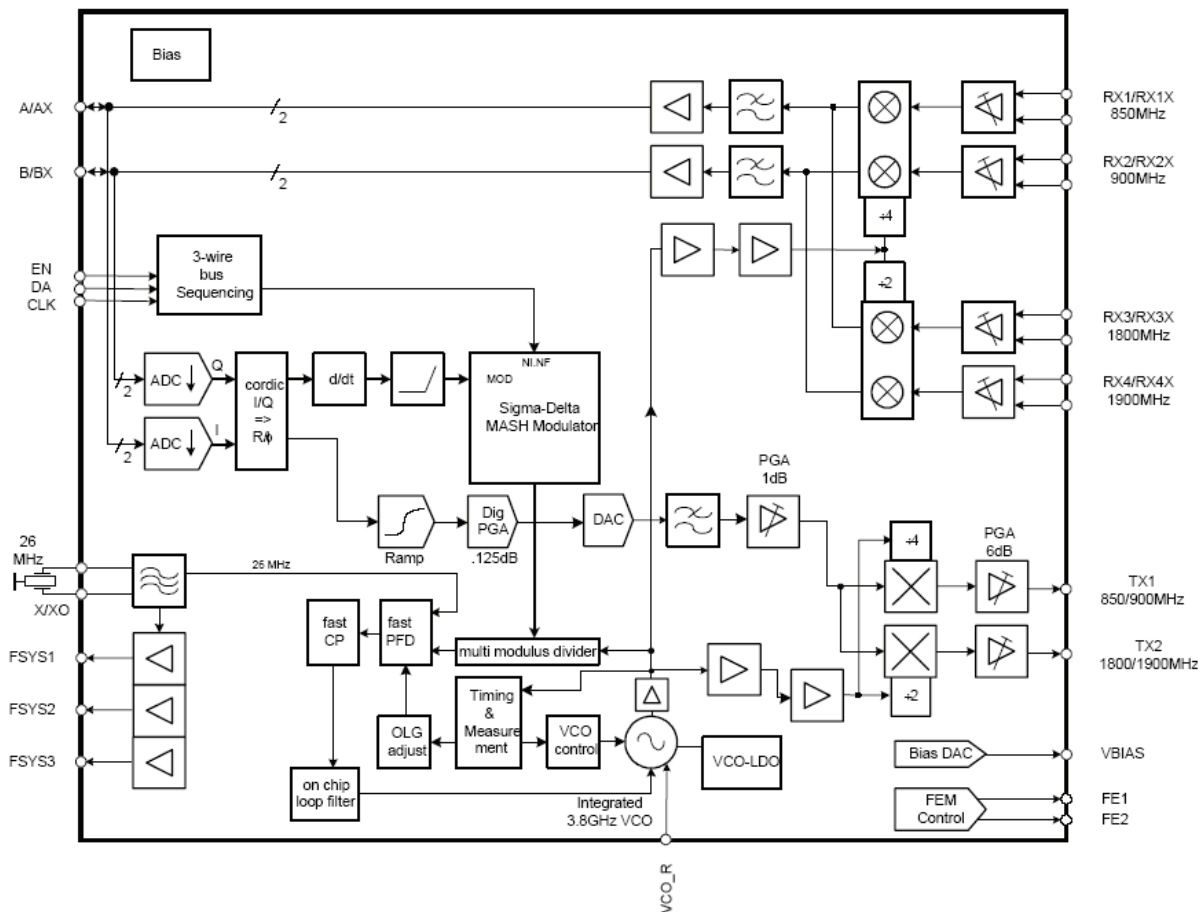 Bias
A/AX
2
RX1/RX1X
850MHz
B/BX
2
RX2/RX2X
900MHz
÷4
EN
DA
CLK
3-wire
bus
Sequencing
÷2
RX3/RX3X
1800MHz
NI.NF
MOD
Sigma-Delta
MASH Modulator
2
ADC
Q
cordic
I/Q
=>
R/ϕ
d/dt
RX4/RX4X
1900MHz
2
ADC
I
PGA
1dB
Ramp
Dig
PGA
.125dB
DAC
26
MHz
X/XO
26 MHz
÷4
PGA
6dB
TX1
850/900MHz
fast
CP
fast
PFD
multi modulus divider
TX2
1800/1900MHz
÷2
FSYS1
FSYS2
FSYS3
OLG
adjust
Timing
&
Measure
ment
VCO
control
VCO-LDO
on chip
loop filter
Integrated
3.8GHz VCO
Bias DAC
VBIAS
FEM
Control
FE1
FE2
VCO_R